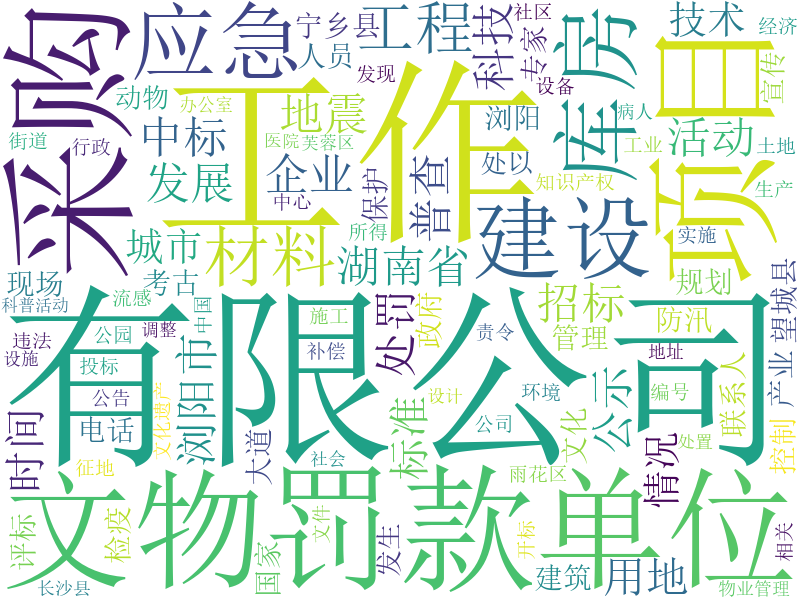 采购
应急
宁乡县
人员
工程
科技
社区
专家
设备
库房
技术
经济
宣传
项目
工作
动物
办公室
地震
发现
中标
街道
行政
医院
芙蓉区
浏阳
病人
活动
工业
土地
发展
企业
中心
保护
普查
处以
知识产权
生产
建设
城市
材料
所得
湖南省
实施
现场
考古
规划
望城县
科普活动
流感
中国
处罚
政府
招标
管理
防汛
产业
违法
设施
公园
调整
施工
责令
地址
有限公司
投标
补偿
公告
浏阳市
文化遗产
时间
电话
大道
标准
设计
环境
文化
公示
编号
联系人
控制
公司
处置
情况
征地
社会
雨花区
文物
罚款
单位
评标
检疫
国家
文件
发生
开标
相关
长沙县
建筑
用地
物业管理